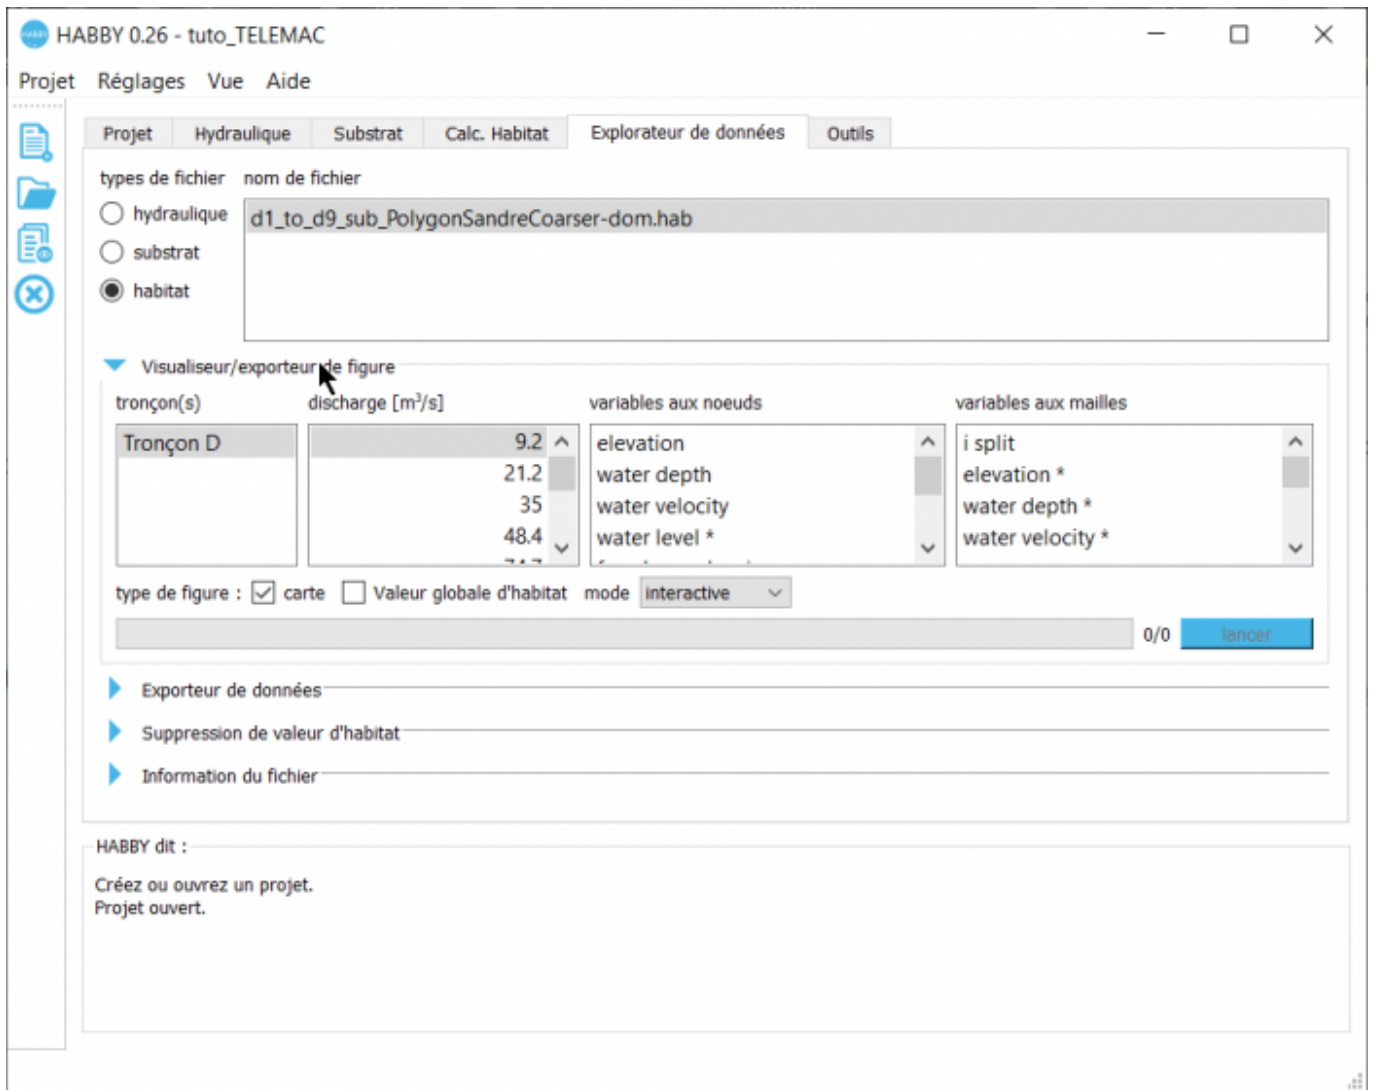 HABBY 0.26 - tuto_TELEMAC
Projet Réglages Vue Aide
Projet Hydraulique Substrat Calc. Habitat Explorateur de données Outils
types de fichier nom de fichier
hydraulique d1_to_d9_sub_PolygonSandreCoarser-dom.hab
substrat
habitat
Visualiseur/exporteur de figure
tronçon(s) discharge [m³/s] variables aux noeuds variables aux mailles
Tronçon D 9.2 elevation i split
21.2 water depth elevation *
35 water velocity water depth *
48.4 water level * water velocity *
type de figure : carte Valeur globale d'habitat mode interactive
0/0 lancer
Exporteur de données
Suppression de valeur d'habitat
Information du fichier
HABBY dit :
Créez ou ouvrez un projet.
Projet ouvert.